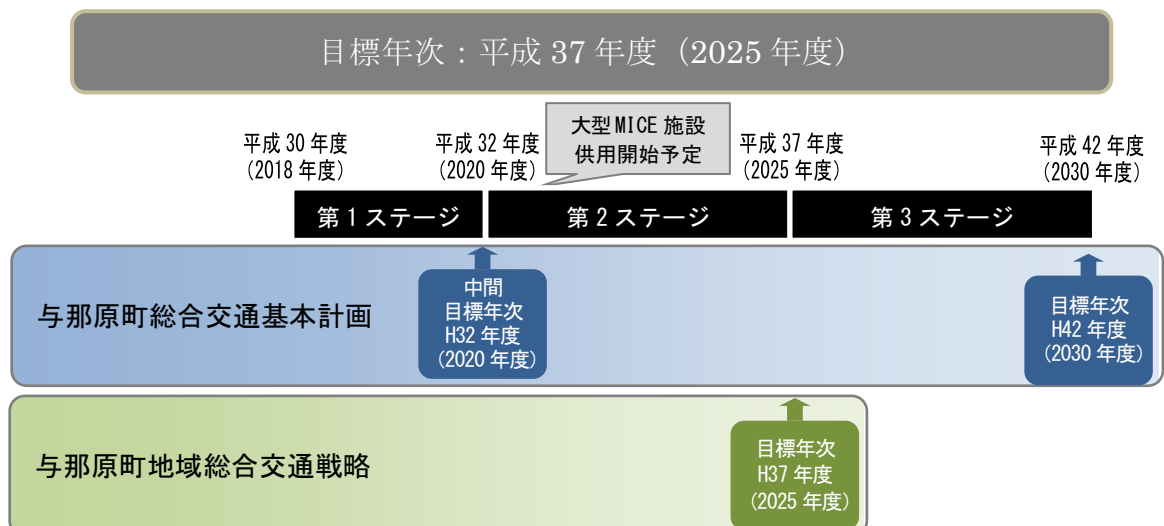 目標年次：平成 37 年度（2025 年度）
大型 MICE 施設
供用開始予定
平成 30 年度
(2018 年度)
平成 32 年度
(2020 年度)
平成 37 年度
(2025 年度)
平成 42 年度
(2030 年度)
第 1 ステージ
第 2 ステージ
第 3 ステージ
与那原町総合交通基本計画
中間
目標年次
H32 年度
(2020 年度)
目標年次
H42 年度
(2030 年度)
与那原町地域総合交通戦略
目標年次
H37 年度
(2025 年度)